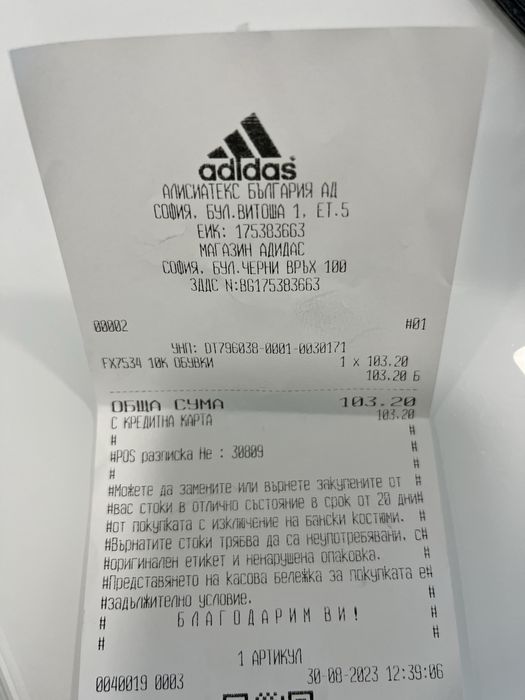 adidas
АЛИСИАТЕКС БЪЛГАРИЯ АД
СОФИЯ. БУЛ.ВИТОША 1, ЕТ.5
ЕИК: 175383663
МАГАЗИН АДИДАС
СОФИЯ. БУЛ.ЧЕРНИ ВРЪХ 100
ЗДДС N:BG175383663
00002 #01
УНП: DT796038-0001-0030171
FX7534 10K ОБУВКИ 1 x 103.20
103.20 Б
ОБЩА СУМА 103.20
С КРЕДИТНА КАРТА 103.20
# #
#POS разписка Не : 30809 #
# #
#Можете да замените или върнете закупените от #
#вас стоки в отлично състояние в срок от 20 дни#
#от покупката с изключение на бански костюми. #
#Върнатите стоки трябва да са неупотребявани, с#
#оригинален етикет и ненарушена опаковка. #
#Представянето на касова бележка за покупката е#
#задължително условие. #
# БЛАГОДАРИМ ВИ! #
# #
1 АРТИКУЛ
0040019 0003 30-08-2023 12:39:06